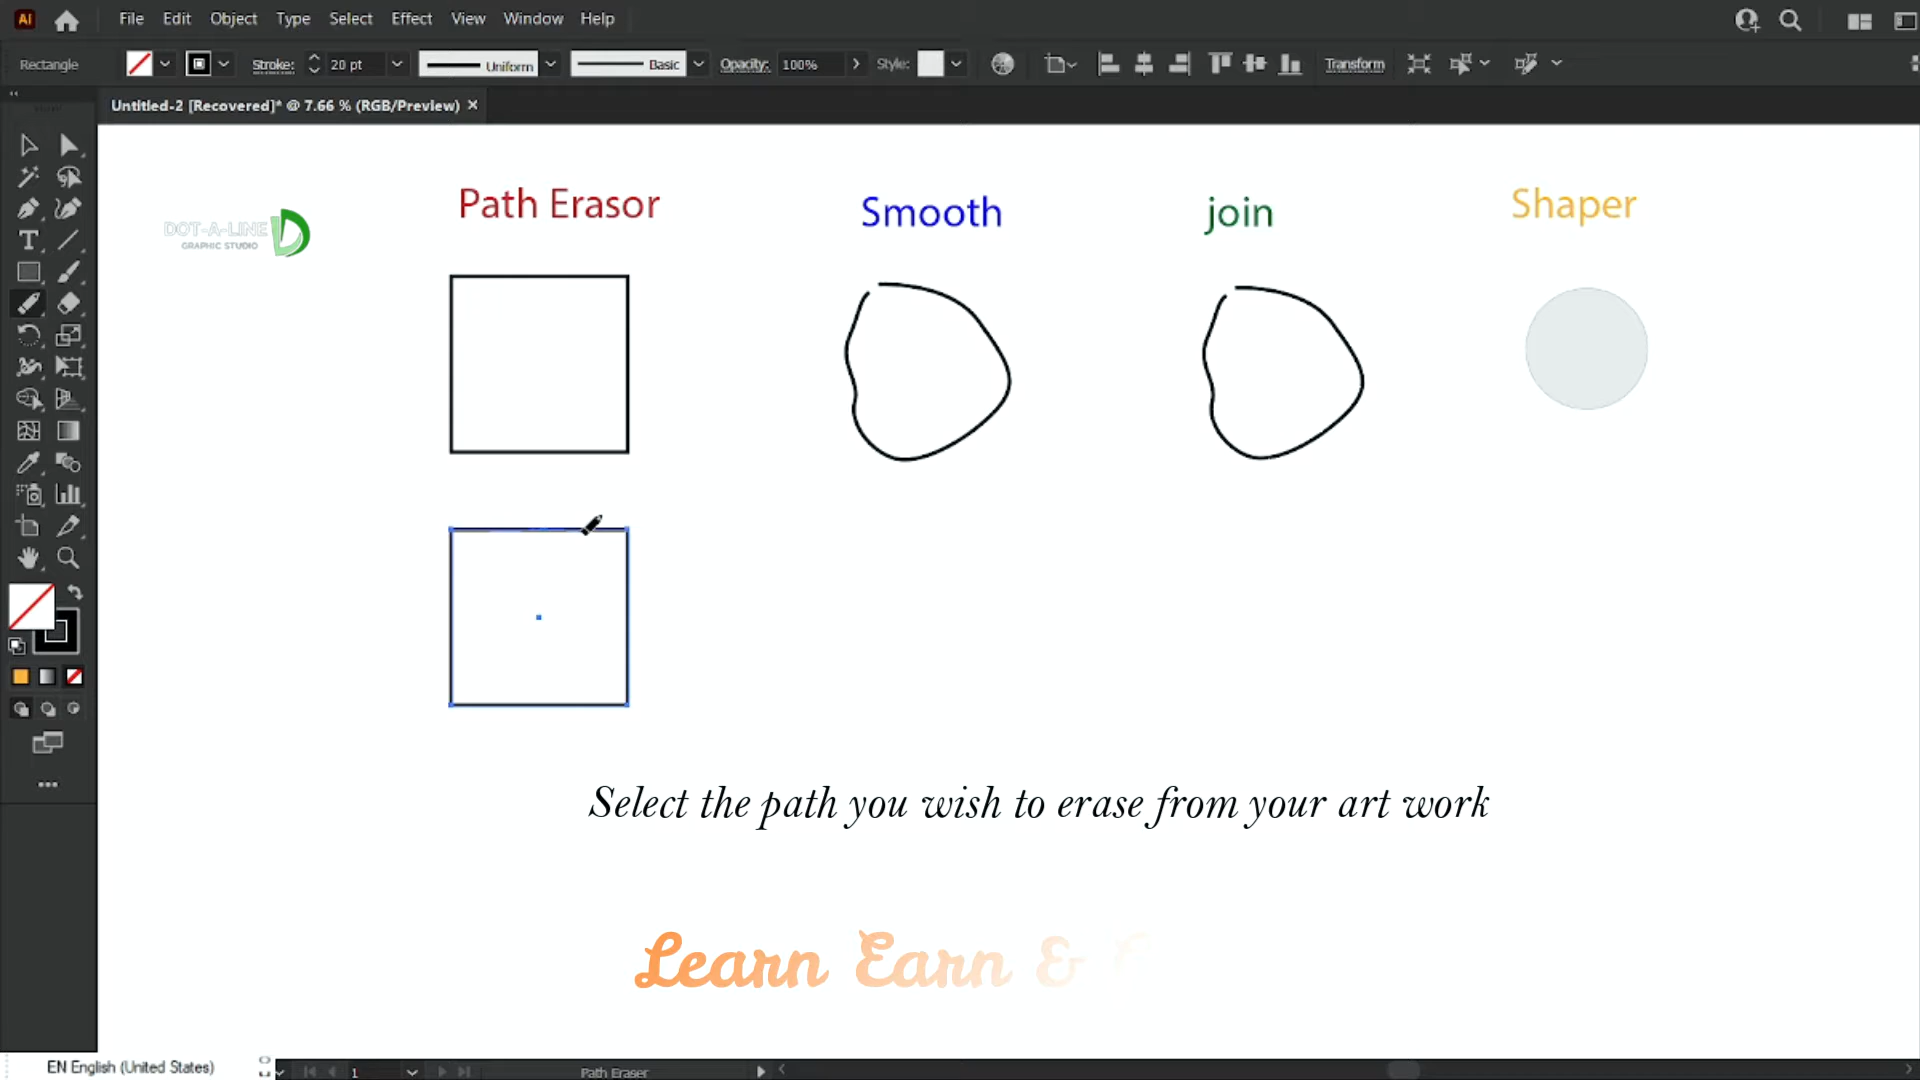 Ai File Edit Object Type Select Effect View Window Help
Rectangle Stroke: 20 pt Uniform Basic Opacity: 100% Style: Transform
Untitled-2 [Recovered]* @ 7.66 % (RGB/Preview) ×
Path Erasor Smooth join Shaper
DOT-A-LINE
GRAPHIC STUDIO
Select the path you wish to erase from your art work
Learn Earn &
EN English (United States) 1 Path Eraser